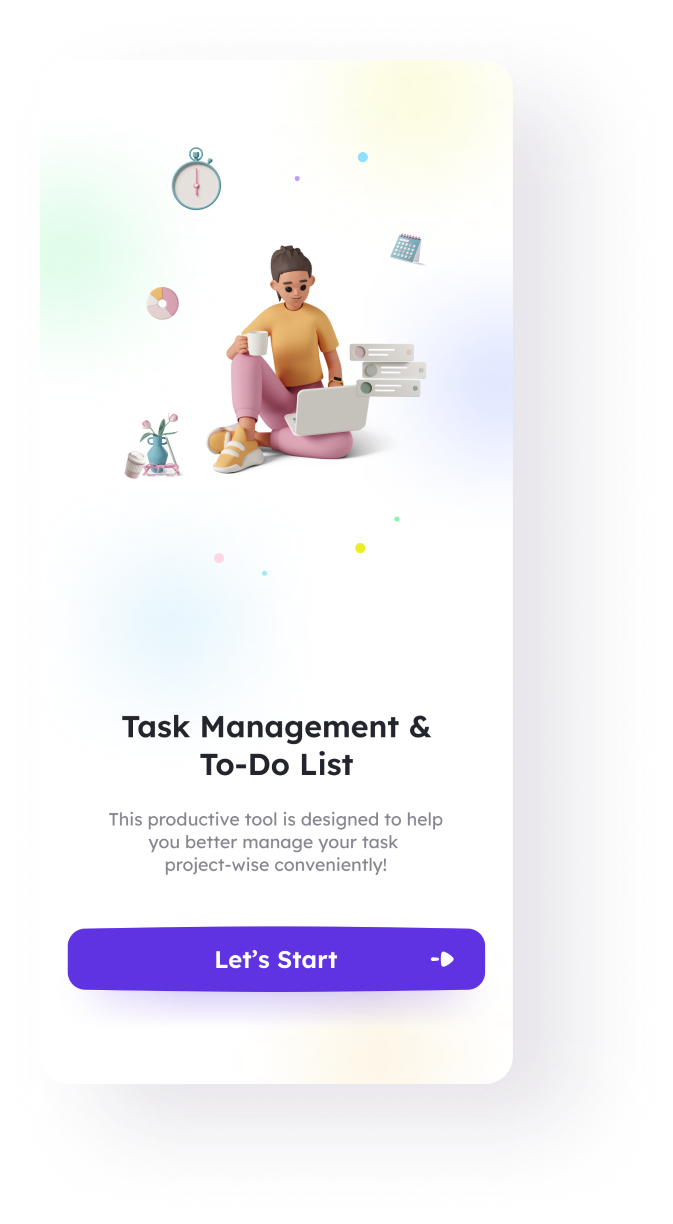 Task Management &
To-Do List
This productive tool is designed to help
you better manage your task
project-wise conveniently!
Let’s Start